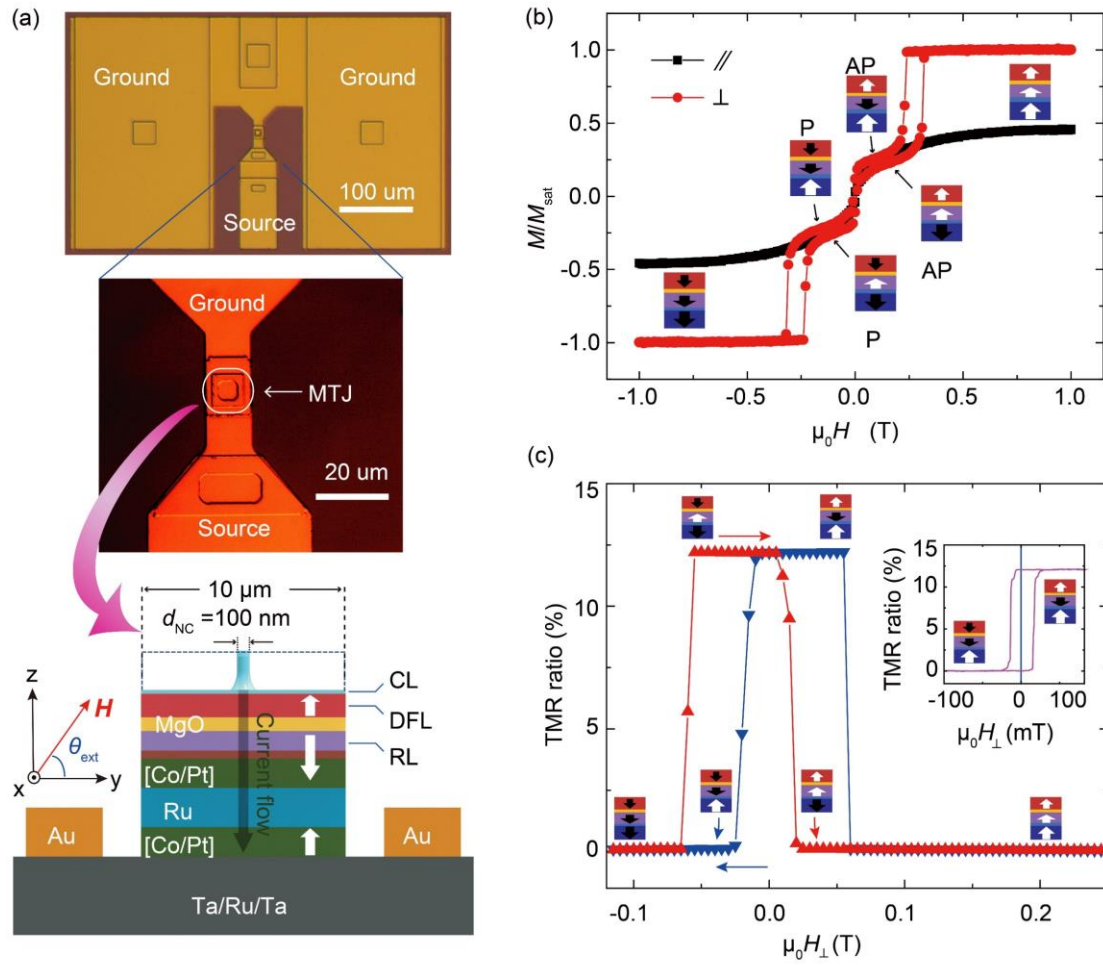 (a)
Ground
Ground
100 um
Source
Ground
MTJ
20 um
Source
10 μm
d_NC =100 nm
CL
MgO
DFL
RL
[Co/Pt]
Ru
[Co/Pt]
Current flow
z
H
θ_ext
x
y
Au
Au
Ta/Ru/Ta
(b)
//
⊥
AP
P
AP
P
M/M_sat
1.0
0.5
0.0
-0.5
-1.0
-1.0 -0.5 0.0 0.5 1.0
μ₀H (T)
(c)
TMR ratio (%)
15
10
5
0
-0.1 0.0 0.1 0.2
μ₀H⊥(T)
TMR ratio (%)
15
12
9
6
3
0
-100 0 100
μ₀H⊥(mT)